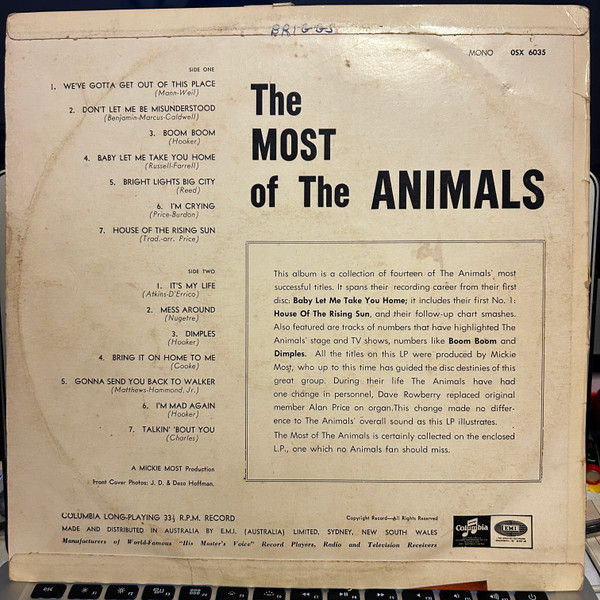 BRIGGS
MONO OSX 6035
SIDE ONE
1. WE'VE GOTTA GET OUT OF THIS PLACE
(Mann-Weil)
2. DON'T LET ME BE MISUNDERSTOOD
(Benjamin-Marcus-Caldwell)
3. BOOM BOOM
(Hooker)
4. BABY LET ME TAKE YOU HOME
(Russell-Farrell)
5. BRIGHT LIGHTS BIG CITY
(Reed)
6. I'M CRYING
(Price-Burdon)
7. HOUSE OF THE RISING SUN
(Trad.-arr. Price)
SIDE TWO
1. IT'S MY LIFE
(Atkins-D'Errico)
2. MESS AROUND
(Nugetre)
3. DIMPLES
(Hooker)
4. BRING IT ON HOME TO ME
(Cooke)
5. GONNA SEND YOU BACK TO WALKER
(Matthews-Hammond, Jr.)
6. I'M MAD AGAIN
(Hooker)
7. TALKIN' 'BOUT YOU
(Charles)
A MICKIE MOST Production
Front Cover Photos: J. D. & Dezo Hoffman.
The
MOST
of The ANIMALS
This album is a collection of fourteen of The Animals' most
successful titles. It spans their recording career from their first
disc: Baby Let Me Take You Home; it includes their first No. 1:
House Of The Rising Sun, and their follow-up chart smashes.
Also featured are tracks of numbers that have highlighted The
Animals' stage and TV shows, numbers like Boom Boom and
Dimples. All the titles on this LP were produced by Mickie
Most, who up to this time has guided the disc destinies of this
great group. During their life The Animals have had
one change in personnel, Dave Rowberry replaced original
member Alan Price on organ.This change made no differ-
ence to The Animals' overall sound as this LP illustrates.
The Most of The Animals is certainly collected on the enclosed
L.P., one which no Animals fan should miss.
COLUMBIA LONG-PLAYING 33⅓ R.P.M. RECORD
Copyright Record—All Rights Reserved
MADE AND DISTRIBUTED IN AUSTRALIA BY E.M.I. (AUSTRALIA) LIMITED, SYDNEY, NEW SOUTH WALES
Manufacturers of World-Famous "His Master's Voice" Record Players, Radio and Television Receivers
Columbia
EMI